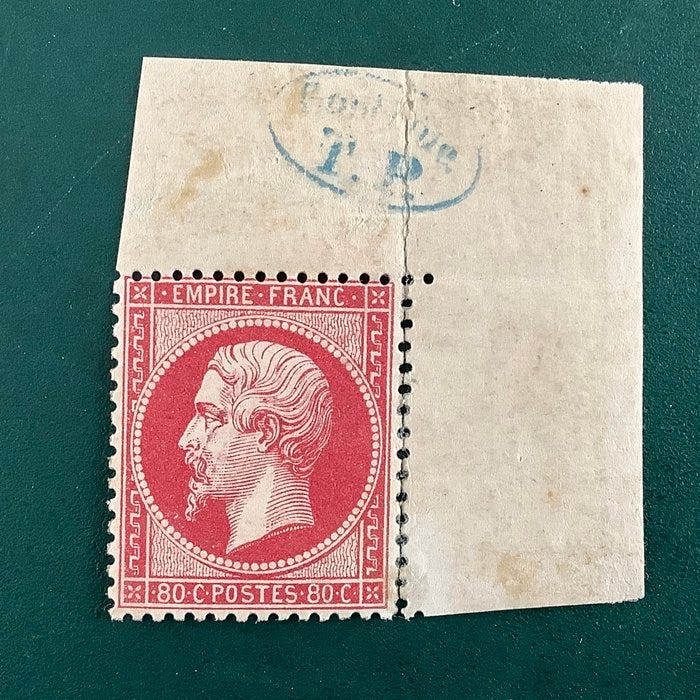 T. P.
· EMPIRE · FRANC ·
80 · C · POSTES · 80 · C